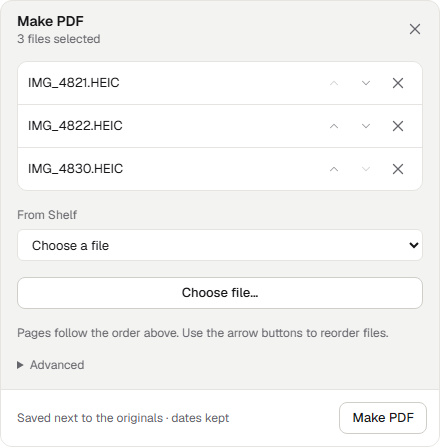 Make PDF
3 files selected
IMG_4821.HEIC
IMG_4822.HEIC
IMG_4830.HEIC
From Shelf
Choose a file
Choose file...
Pages follow the order above. Use the arrow buttons to reorder files.
Advanced
Saved next to the originals · dates kept
Make PDF